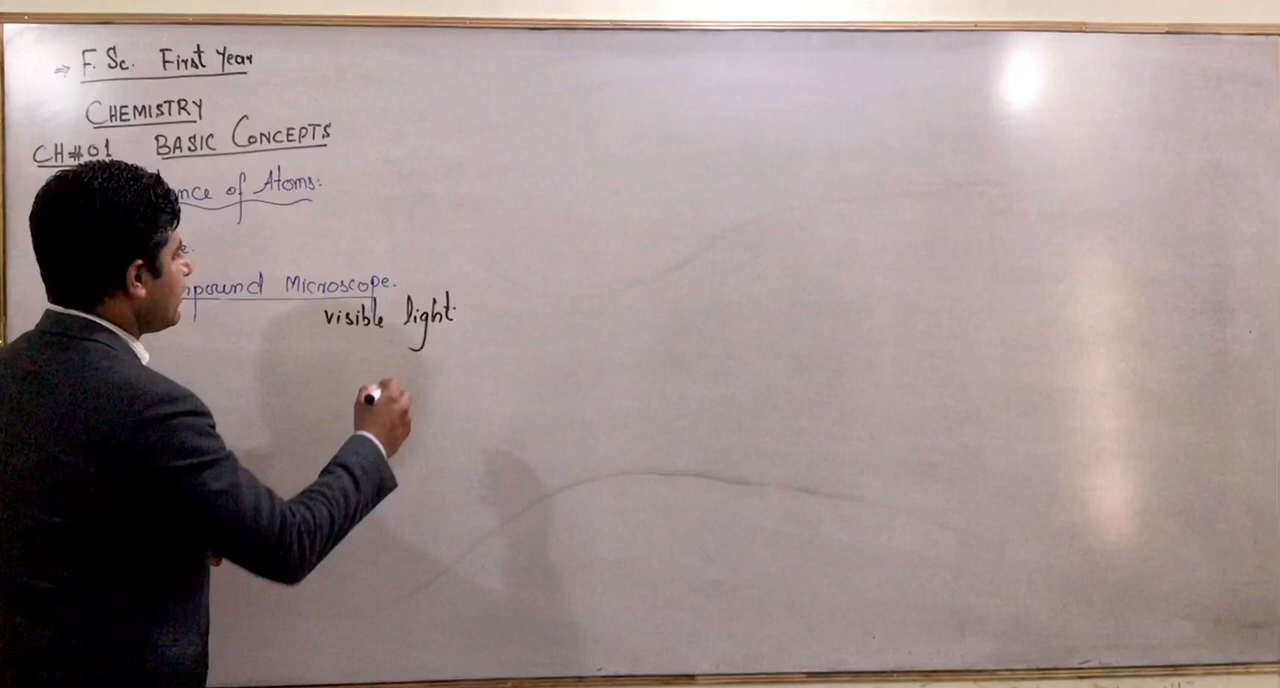 ⇒ F. Sc. First Year
CHEMISTRY
CH#01 BASIC CONCEPTS
of Atoms:
Microscope.
visible light.